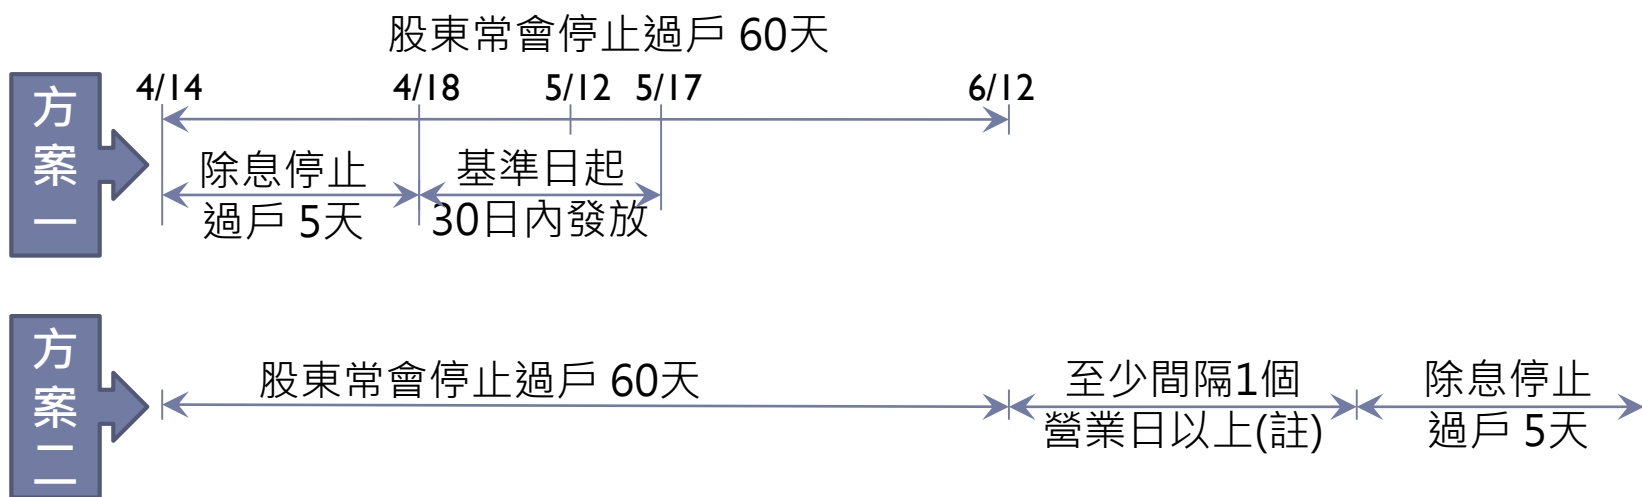 股東常會停止過戶 60天
4/14 4/18 5/12 5/17 6/12
方案一
除息停止
過戶 5天
基準日起
30日內發放
方案二
股東常會停止過戶 60天
至少間隔1個
營業日以上(註)
除息停止
過戶 5天